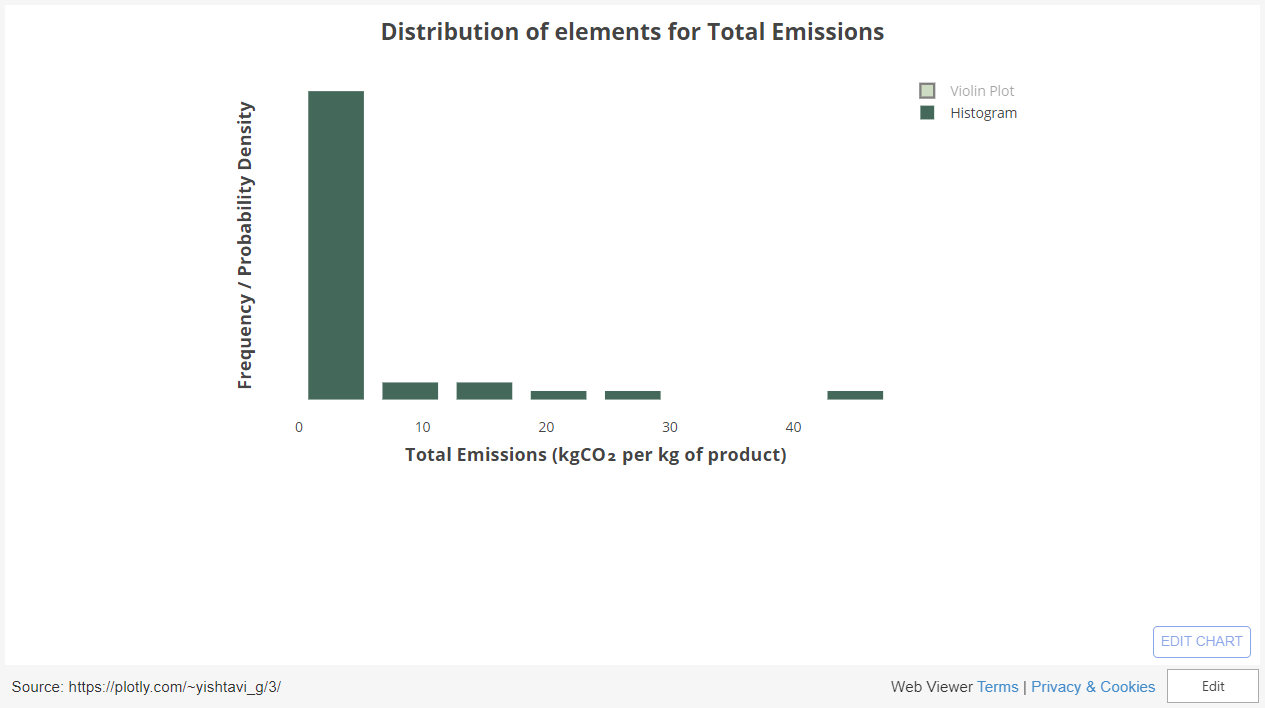 Distribution of elements for Total Emissions
Violin Plot
Histogram
Frequency / Probability Density
0 10 20 30 40
Total Emissions (kgCO₂ per kg of product)
EDIT CHART
Source: https://plotly.com/~yishtavi_g/3/
Web Viewer Terms | Privacy & Cookies
Edit